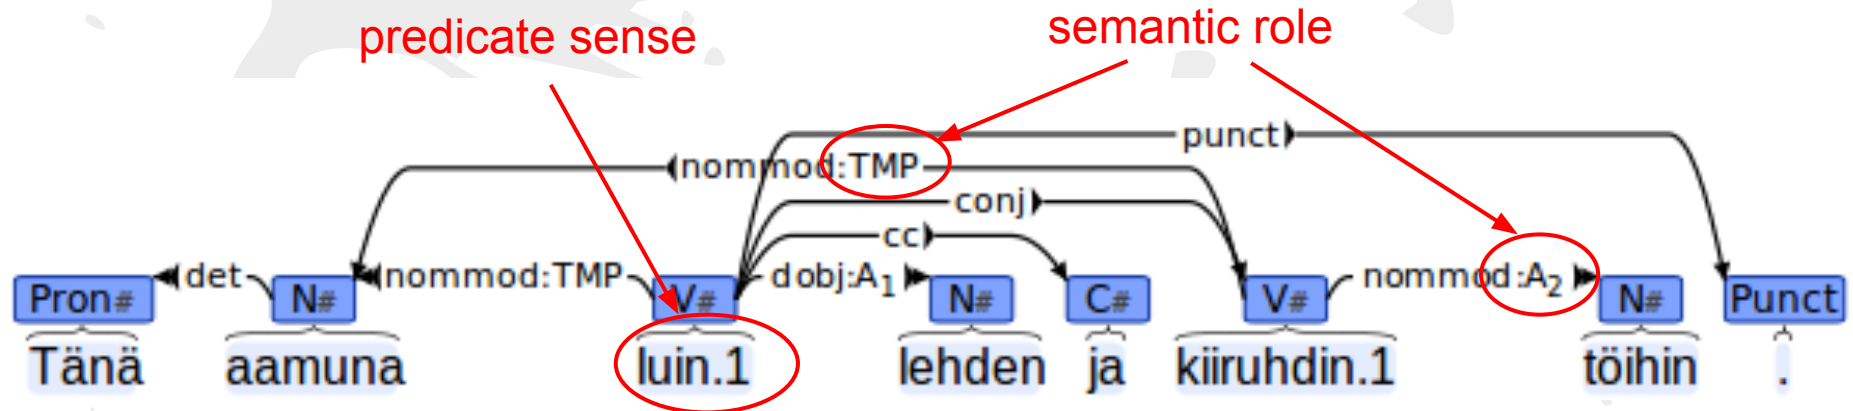 predicate sense
semantic role
punct
nommod:TMP
conj
cc
det
nommod:TMP
dobj:A₁
nommod:A₂
Pron# N# V# N# C# V# N# Punct
Tänä aamuna luin.1 lehden ja kiiruhdin.1 töihin .